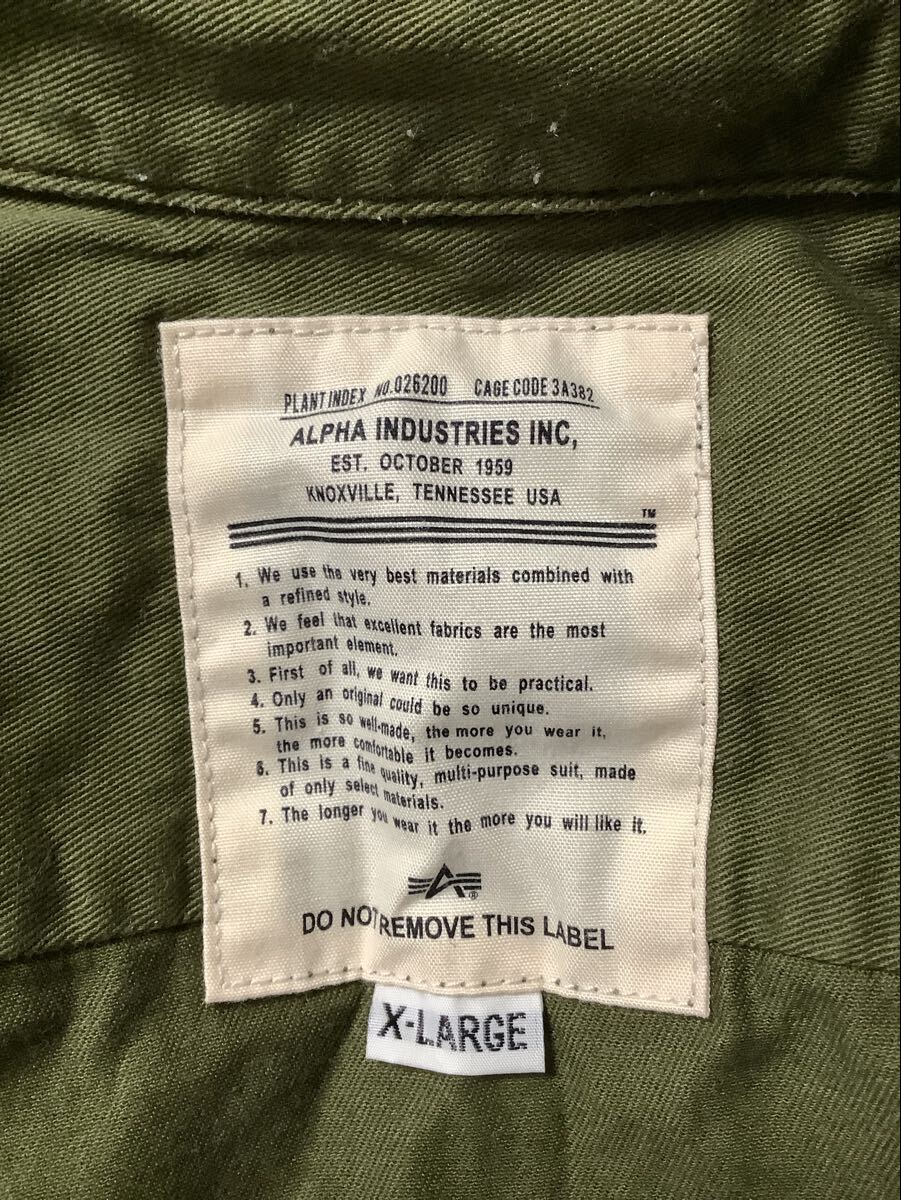 PLANT INDEX NO.026200 CAGE CODE 3A382
ALPHA INDUSTRIES INC,
EST. OCTOBER 1959
KNOXVILLE, TENNESSEE USA
TM
1. We use the very best materials combined with
a refined style.
2. We feel that excellent fabrics are the most
important element.
3. First of all, we want this to be practical.
4. Only an original could be so unique.
5. This is so well-made, the more you wear it,
the more comfortable it becomes.
6. This is a fine quality, multi-purpose suit, made
of only select materials.
7. The longer you wear it the more you will like it.
A®
DO NOT REMOVE THIS LABEL
X-LARGE